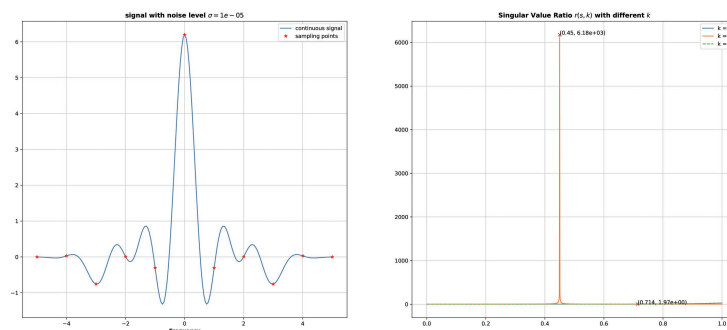 signal with noise level σ = 1e − 05
continuous signal
sampling points
6
5
4
3
2
1
0
−1
−4
−2
0
2
4
Singular Value Ratio r(s, k) with different k
k =
k =
k =
(0.45, 6.18e+03)
(0.714, 1.97e+00)
6000
5000
4000
3000
2000
1000
0
0.0
0.2
0.4
0.6
0.8
1.0